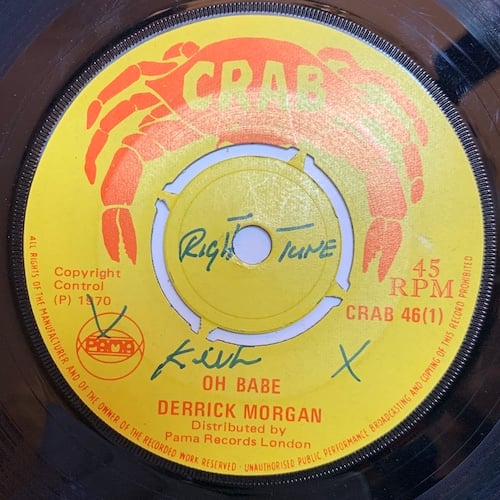 CRAB
RIGHT TUNE
45
RPM
Copyright
Control
(P) 1970
CRAB 46(1)
PAMA
Keith
X
OH BABE
DERRICK MORGAN
Distributed by
Pama Records London
ALL RIGHTS OF THE MANUFACTURER AND OF THE OWNER OF THE RECORDED WORK RESERVED · UNAUTHORISED PUBLIC PERFORMANCE BROADCASTING AND COPYING OF THIS RECORD PROHIBITED